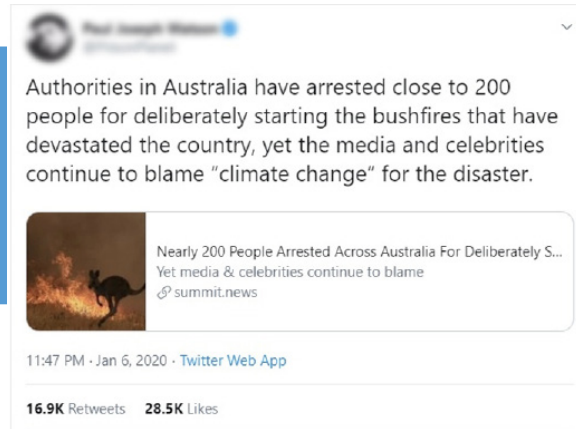 Authorities in Australia have arrested close to 200
people for deliberately starting the bushfires that have
devastated the country, yet the media and celebrities
continue to blame "climate change" for the disaster.
Nearly 200 People Arrested Across Australia For Deliberately S...
Yet media & celebrities continue to blame
summit.news
11:47 PM · Jan 6, 2020 · Twitter Web App
16.9K Retweets 28.5K Likes